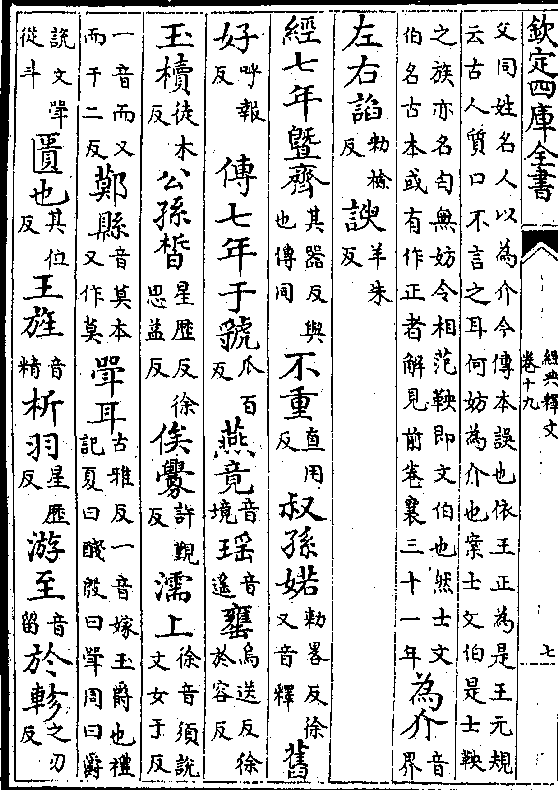 欽定四庫全書
經典釋文
卷十九
七
父同姓名人以為介今傳本誤也依王正為是王元規
云古人質口不言之耳何妨為介也案士文伯是士鞅
之族亦名匄無妨令相范鞅即文伯也然士文
伯名古本或有作正者解見前卷襄三十一年為介音界
左右諂勅檢反諛羊朱反
經七年暨齊其器反與也傳同不重直用反叔孫婼勅畧反徐又音釋舊
好呼報反傳七年于虢瓜百反燕竟音境瑤音遙罋烏送反徐於容反
玉櫝徒木反公孫晳星歷反徐思益反俟釁許覲反濡上徐音須說文女于反
一音而又而于二反鄚縣音莫本又作莫斝耳古雅反一音嫁玉爵也禮記夏曰醆殷曰斝周曰爵
說文斝從斗匱也其位反王旌音精析羽星歷反游至音留於軫之刃反